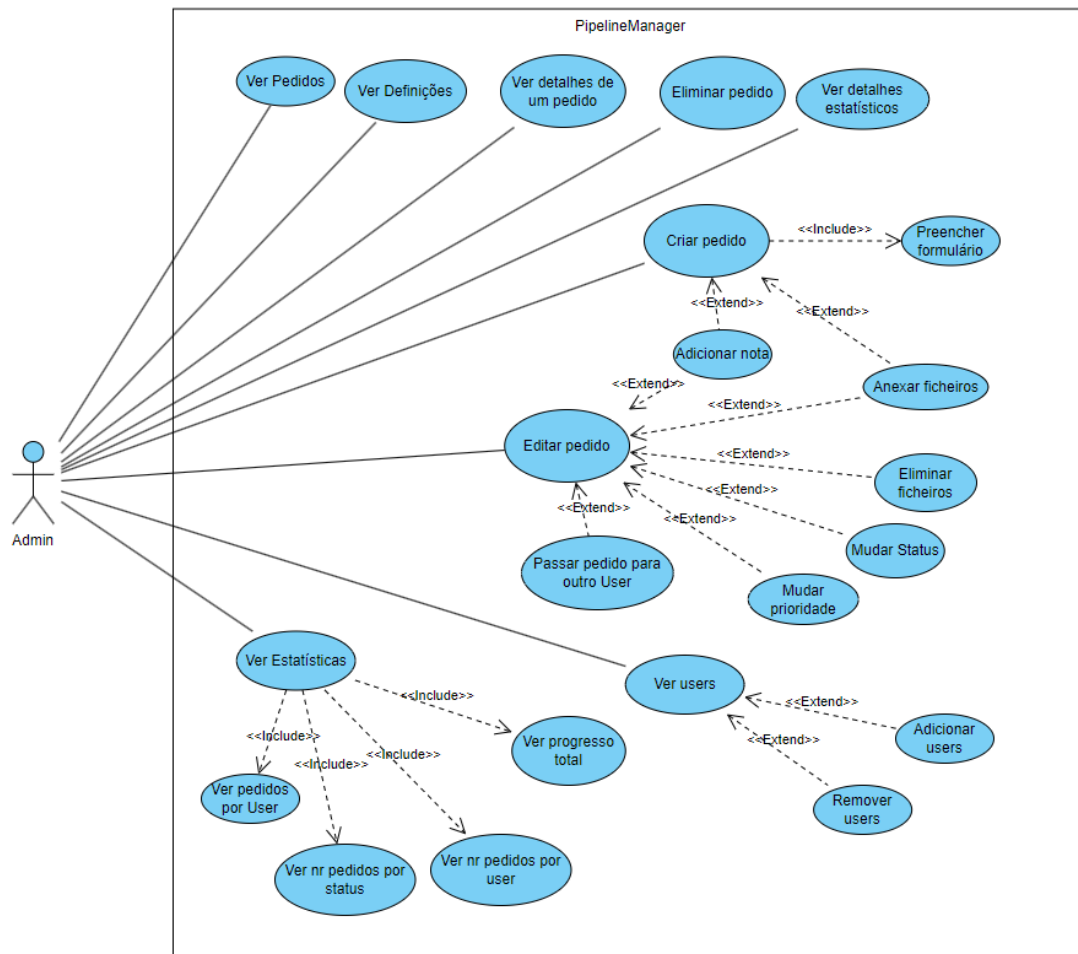 PipelineManager
Ver Pedidos
Ver Definições
Ver detalhes de
um pedido
Eliminar pedido
Ver detalhes
estatísticos
Criar pedido
<<Include>>
Preencher
formulário
<<Extend>>
<<Extend>>
Adicionar nota
<<Extend>>
Anexar ficheiros
<<Extend>>
Editar pedido
<<Extend>>
Eliminar
ficheiros
<<Extend>>
<<Extend>>
<<Extend>>
Mudar Status
Passar pedido para
outro User
Mudar
prioridade
Admin
Ver Estatísticas
<<Include>>
<<Include>>
<<Include>>
<<Include>>
Ver progresso
total
Ver pedidos
por User
Ver nr pedidos por
status
Ver nr pedidos por
user
Ver users
<<Extend>>
<<Extend>>
Adicionar
users
Remover
users